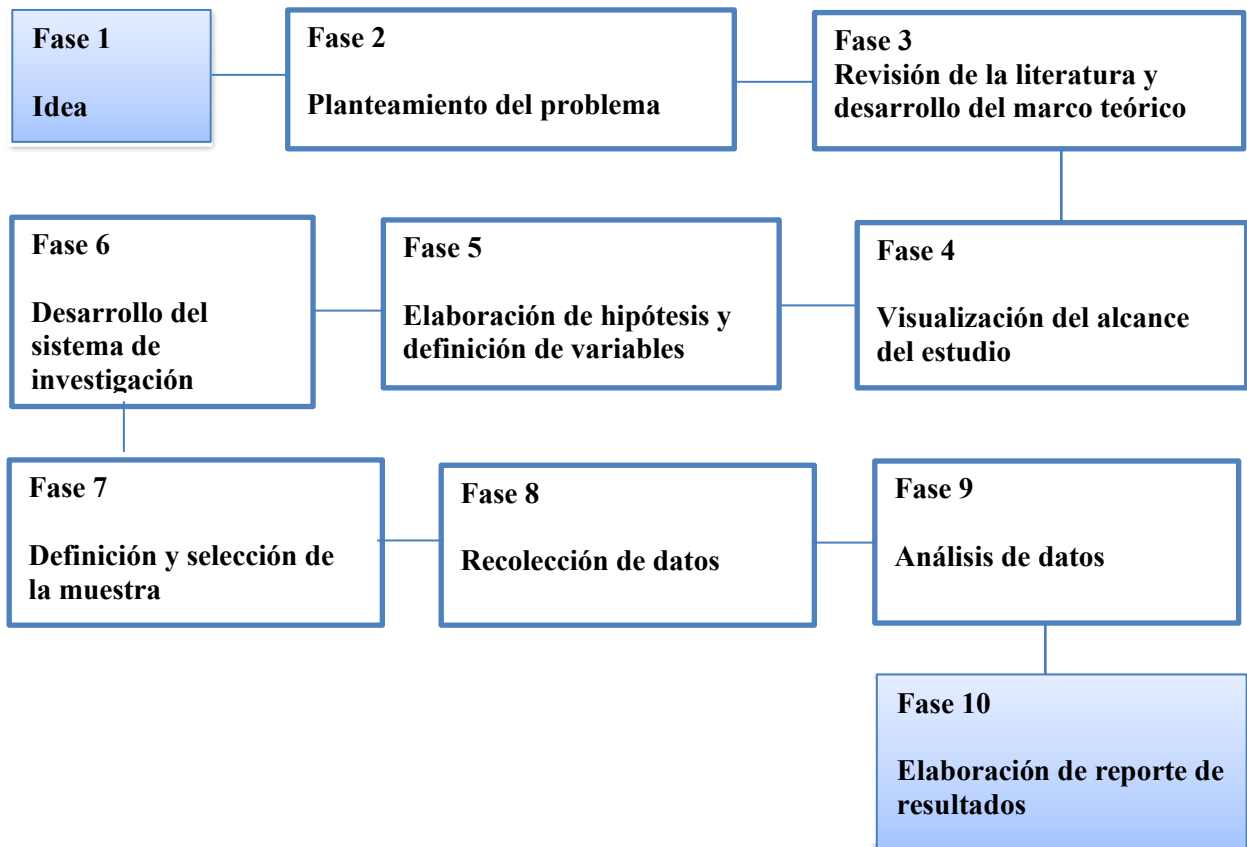 Fase 1
Idea
Fase 2
Planteamiento del problema
Fase 3
Revisión de la literatura y
desarrollo del marco teórico
Fase 4
Visualización del alcance
del estudio
Fase 5
Elaboración de hipótesis y
definición de variables
Fase 6
Desarrollo del
sistema de
investigación
Fase 7
Definición y selección de
la muestra
Fase 8
Recolección de datos
Fase 9
Análisis de datos
Fase 10
Elaboración de reporte de
resultados